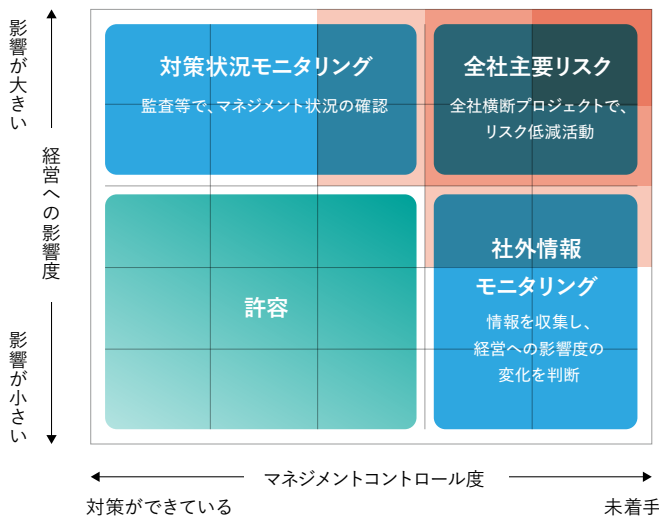 影響が大きい
経営への影響度
影響が小さい
対策状況モニタリング
監査等で、マネジメント状況の確認
全社主要リスク
全社横断プロジェクトで、
リスク低減活動
許容
社外情報
モニタリング
情報を収集し、
経営への影響度の
変化を判断
マネジメントコントロール度
対策ができている
未着手